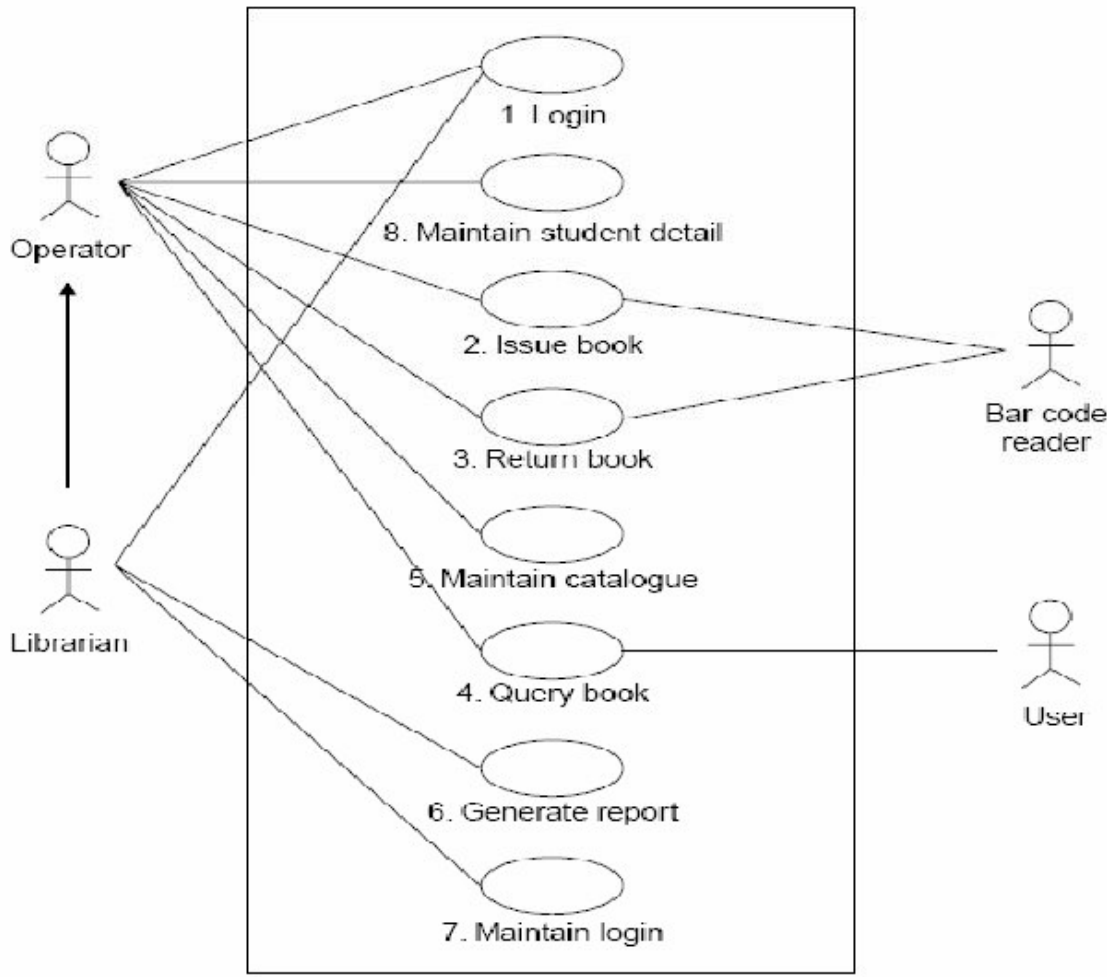 1 Login
Operator
8. Maintain student detail
2. Issue book
Bar code
reader
3. Return book
5. Maintain catalogue
Librarian
4. Query book
User
6. Generate report
7. Maintain login